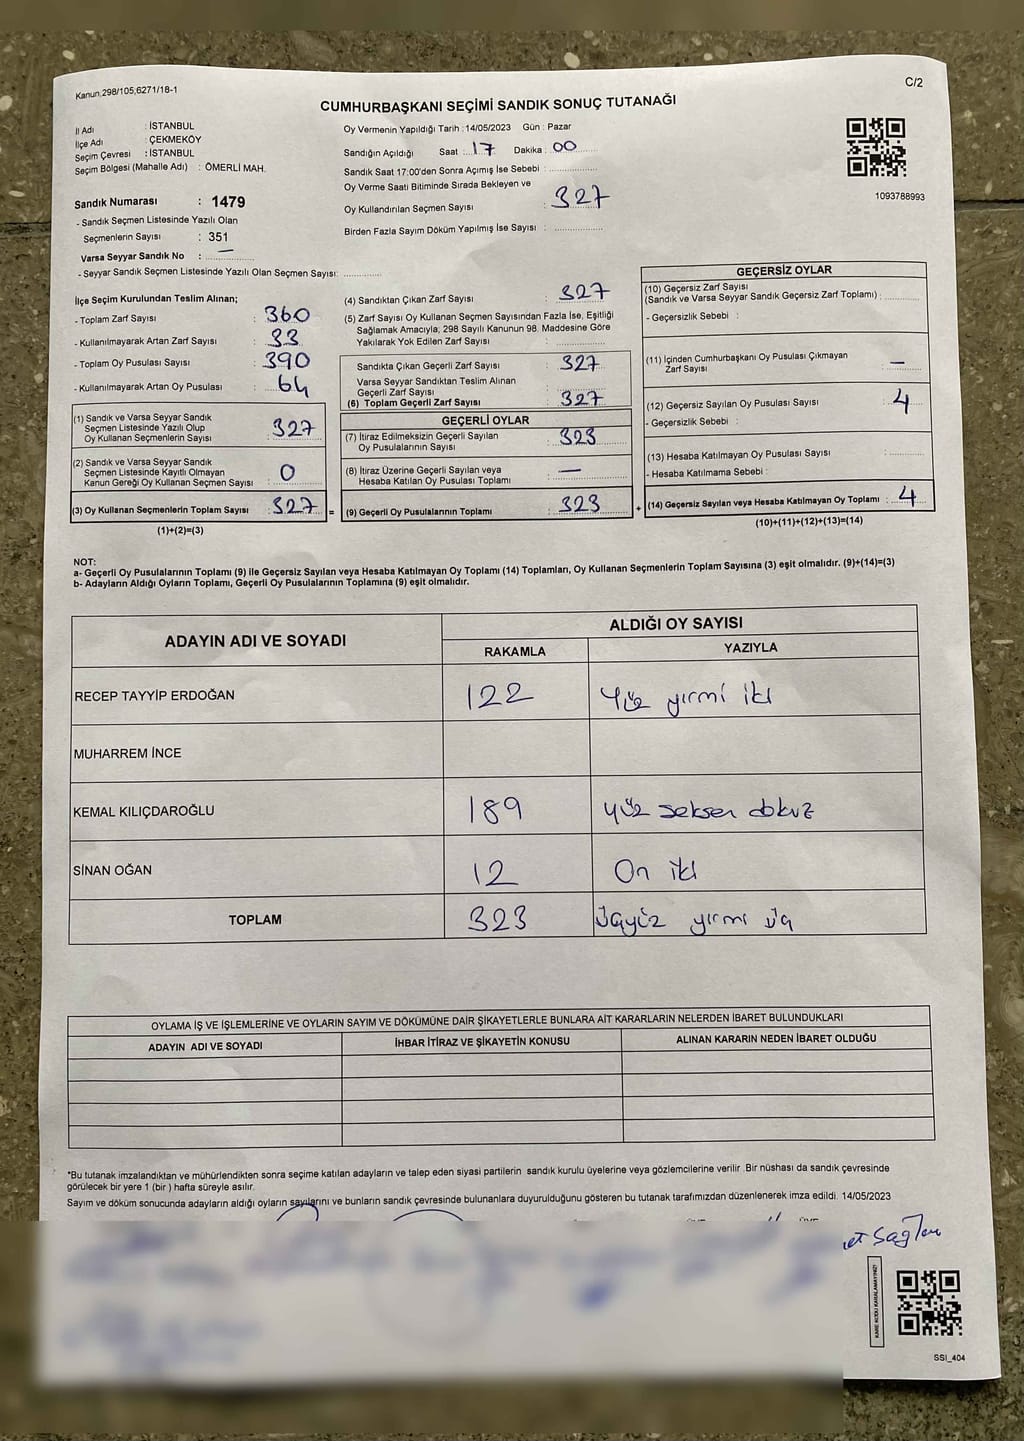 Kanun 298/105,6271/18-1
C/2
CUMHURBAŞKANI SEÇİMİ SANDIK SONUÇ TUTANAĞI
İl Adı : İSTANBUL
İlçe Adı : ÇEKMEKÖY
Seçim Çevresi : İSTANBUL
Seçim Bölgesi (Mahalle Adı) : ÖMERLİ MAH.
Sandık Numarası : 1479
- Sandık Seçmen Listesinde Yazılı Olan
Seçmenlerin Sayısı : 351
Varsa Seyyar Sandık No : —
- Seyyar Sandık Seçmen Listesinde Yazılı Olan Seçmen Sayısı:
Oy Vermenin Yapıldığı Tarih : 14/05/2023 Gün : Pazar
Sandığın Açıldığı Saat : 17 Dakika : 00
Sandık Saat 17:00'den Sonra Açımış İse Sebebi :
Oy Verme Saati Bitiminde Sırada Bekleyen ve
Oy Kullandırılan Seçmen Sayısı : 327
Birden Fazla Sayım Döküm Yapılmış İse Sayısı :
1093788993
İlçe Seçim Kurulundan Teslim Alınan;
- Toplam Zarf Sayısı : 360
- Kullanılmayarak Artan Zarf Sayısı : 33
- Toplam Oy Pusulası Sayısı : 390
- Kullanılmayarak Artan Oy Pusulası : 64
(1) Sandık ve Varsa Seyyar Sandık
Seçmen Listesinde Yazılı Olup
Oy Kullanan Seçmenlerin Sayısı : 327
(2) Sandık ve Varsa Seyyar Sandık
Seçmen Listesinde Kayıtlı Olmayan
Kanun Gereği Oy Kullanan Seçmen Sayısı : 0
(3) Oy Kullanan Seçmenlerin Toplam Sayısı : 327 =
(1)+(2)=(3)
(4) Sandıktan Çıkan Zarf Sayısı : 327
(5) Zarf Sayısı Oy Kullanan Seçmen Sayısından Fazla İse, Eşitliği
Sağlamak Amacıyla; 298 Sayılı Kanunun 98. Maddesine Göre
Yakılarak Yok Edilen Zarf Sayısı :
Sandıkta Çıkan Geçerli Zarf Sayısı : 327
Varsa Seyyar Sandıktan Teslim Alınan
Geçerli Zarf Sayısı :
(6) Toplam Geçerli Zarf Sayısı : 327
GEÇERLİ OYLAR
(7) İtiraz Edilmeksizin Geçerli Sayılan
Oy Pusulalarının Sayısı : 323
(8) İtiraz Üzerine Geçerli Sayılan veya
Hesaba Katılan Oy Pusulası Toplamı : —
(9) Geçerli Oy Pusulalarının Toplamı : 323 +
GEÇERSİZ OYLAR
(10) Geçersiz Zarf Sayısı
(Sandık ve Varsa Seyyar Sandık Geçersiz Zarf Toplamı) :
- Geçersizlik Sebebi :
(11) İçinden Cumhurbaşkanı Oy Pusulası Çıkmayan
Zarf Sayısı : —
(12) Geçersiz Sayılan Oy Pusulası Sayısı : 4
- Geçersizlik Sebebi :
(13) Hesaba Katılmayan Oy Pusulası Sayısı :
- Hesaba Katılmama Sebebi :
(14) Geçersiz Sayılan veya Hesaba Katılmayan Oy Toplamı : 4
(10)+(11)+(12)+(13)=(14)
NOT:
a- Geçerli Oy Pusulalarının Toplamı (9) ile Geçersiz Sayılan veya Hesaba Katılmayan Oy Toplamı (14) Toplamları, Oy Kullanan Seçmenlerin Toplam Sayısına (3) eşit olmalıdır. (9)+(14)=(3)
b- Adayların Aldığı Oyların Toplamı, Geçerli Oy Pusulalarının Toplamına (9) eşit olmalıdır.
ADAYIN ADI VE SOYADI
ALDIĞI OY SAYISI
RAKAMLA YAZIYLA
RECEP TAYYİP ERDOĞAN 122 Yüz yirmi iki
MUHARREM İNCE
KEMAL KILIÇDAROĞLU 189 yüz seksen dokuz
SİNAN OĞAN 12 On iki
TOPLAM 323 üçyüz yirmi üç
OYLAMA İŞ VE İŞLEMLERİNE VE OYLARIN SAYIM VE DÖKÜMÜNE DAİR ŞİKAYETLERLE BUNLARA AİT KARARLARIN NELERDEN İBARET BULUNDUKLARI
ADAYIN ADI VE SOYADI İHBAR İTİRAZ VE ŞİKAYETİN KONUSU ALINAN KARARIN NEDEN İBARET OLDUĞU
*Bu tutanak imzalandıktan ve mühürlendikten sonra seçime katılan adayların ve talep eden siyasi partilerin sandık kurulu üyelerine veya gözlemcilerine verilir. Bir nüshası da sandık çevresinde
görülecek bir yere 1 (bir) hafta süreyle asılır.
Sayım ve döküm sonucunda adayların aldığı oyların sayılarını ve bunların sandık çevresinde bulunanlara duyurulduğunu gösteren bu tutanak tarafımızdan düzenlenerek imza edildi. 14/05/2023
KARE KODU KARALAMAYINIZ!
SSI_404